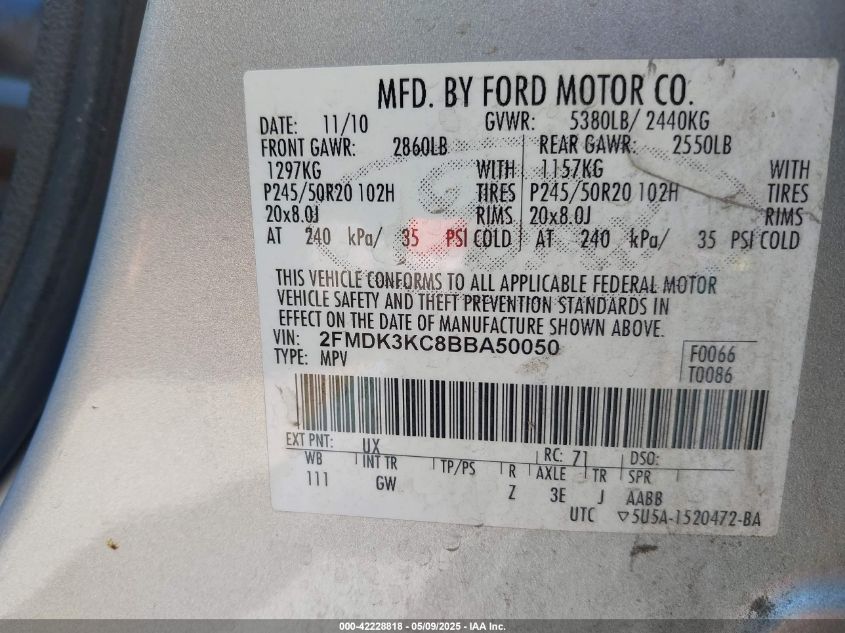 MFD. BY FORD MOTOR CO.
DATE: 11/10 GVWR: 5380LB/ 2440KG
FRONT GAWR: 2860LB REAR GAWR: 2550LB
1297KG WITH 1157KG WITH
P245/50R20 102H TIRES P245/50R20 102H TIRES
20x8.0J RIMS 20x8.0J RIMS
AT 240 kPa/ 35 PSI COLD AT 240 kPa/ 35 PSI COLD
THIS VEHICLE CONFORMS TO ALL APPLICABLE FEDERAL MOTOR
VEHICLE SAFETY AND THEFT PREVENTION STANDARDS IN
EFFECT ON THE DATE OF MANUFACTURE SHOWN ABOVE.
VIN: 2FMDK3KC8BBA50050
TYPE: MPV
F0066
T0086
EXT PNT: UX RC: 71 DSO:
WB INT TR TP/PS R AXLE TR SPR
111 GW Z 3E J AABB
UTC ▽5U5A-1520472-BA
000-42228818 - 05/09/2025 - IAA Inc.